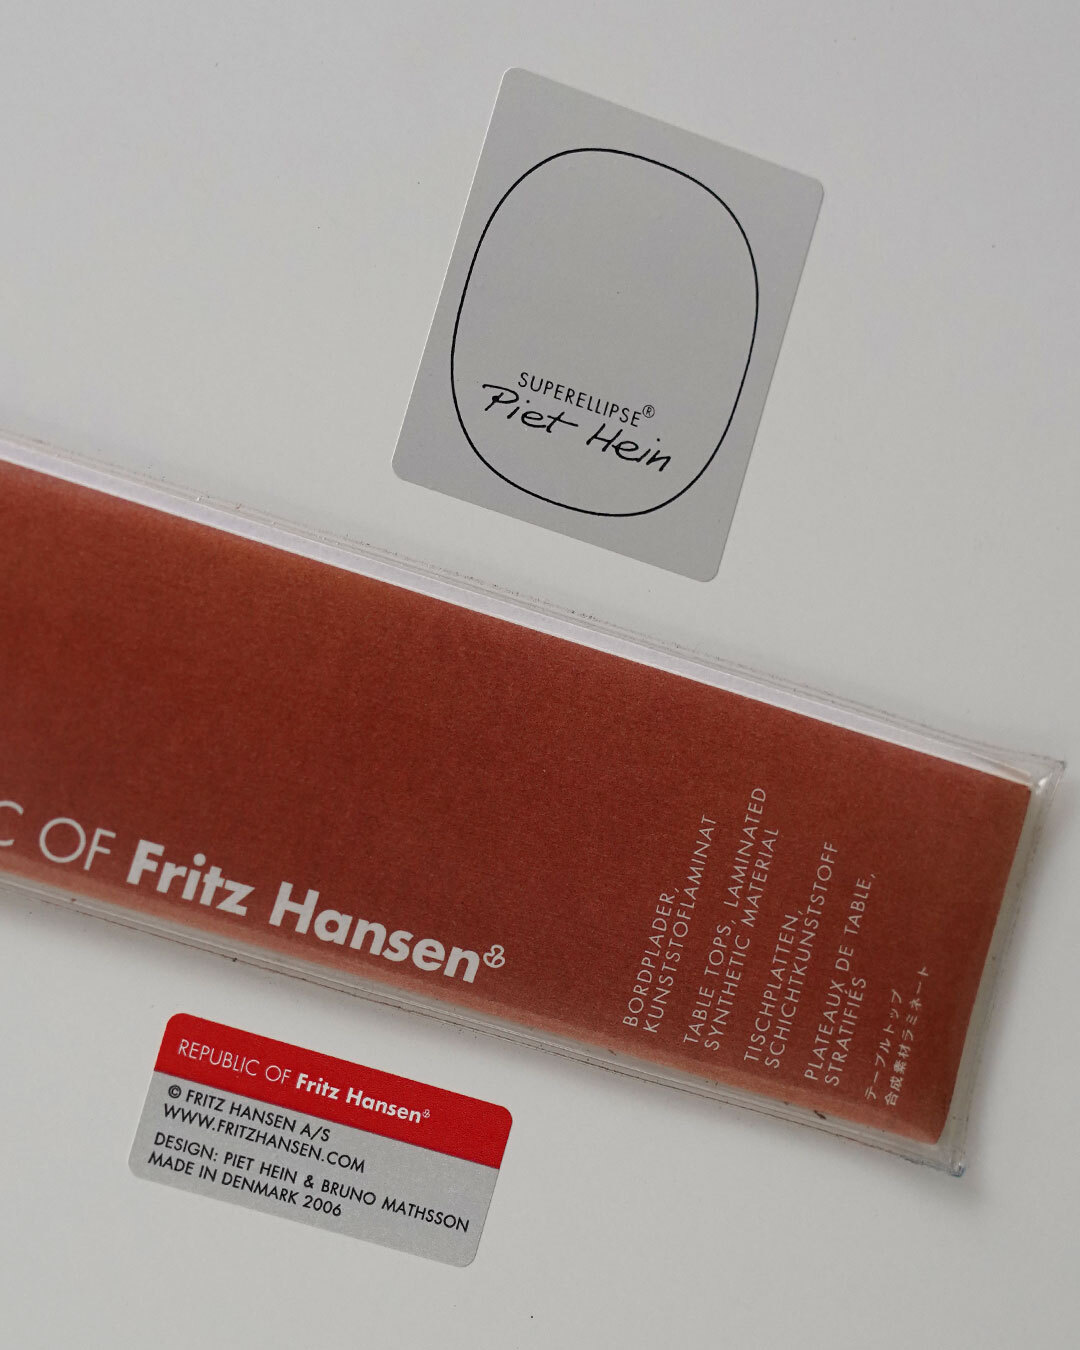 SUPERELLIPSE®
Piet Hein
C OF Fritz Hansen
BORDPLADER,
KUNSTSTOFLAMINAT
TABLE TOPS, LAMINATED
SYNTHETIC MATERIAL
TISCHPLATTEN,
SCHICHTKUNSTSTOFF
PLATEAUX DE TABLE,
STRATIFIÉS
テーブルトップ
合成素材ラミネート
REPUBLIC OF Fritz Hansen
© FRITZ HANSEN A/S
WWW.FRITZHANSEN.COM
DESIGN: PIET HEIN & BRUNO MATHSSON
MADE IN DENMARK 2006